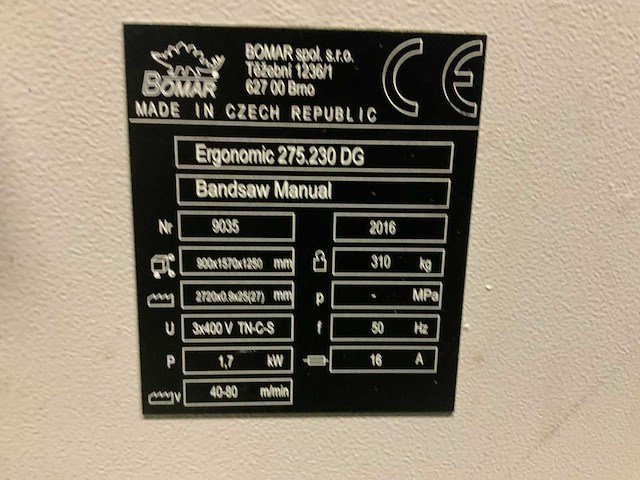 BOMAR
BOMAR spol. s.r.o.
Těžební 1236/1
627 00 Brno
CE
MADE IN CZECH REPUBLIC
Ergonomic 275.230 DG
Bandsaw Manual
Nr 9035 2016
900x1570x1250 mm 310 kg
2720x0.9x25(27) mm p - MPa
U 3x400 V TN-C-S f 50 Hz
P 1,7 kW 16 A
V 40-80 m/min